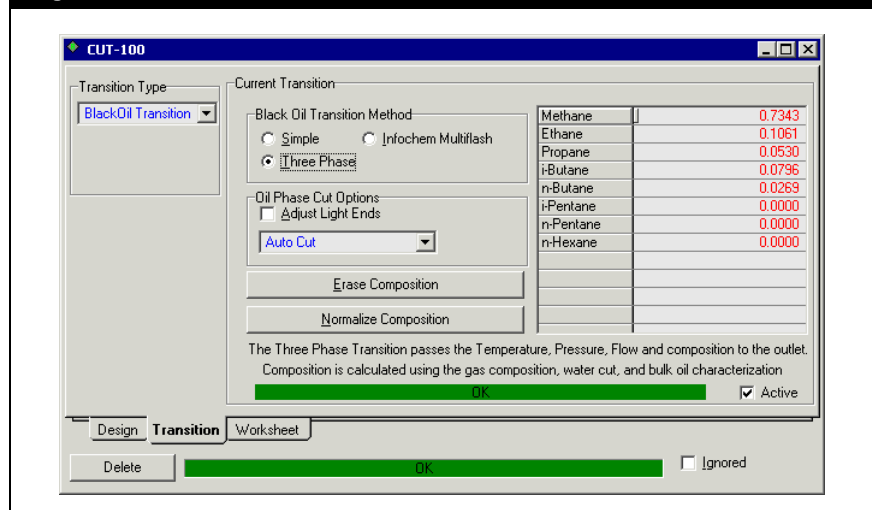 CUT-100
Transition Type
BlackOil Transition
Current Transition
Black Oil Transition Method
Simple
Infochem Multiflash
Three Phase
Oil Phase Cut Options
Adjust Light Ends
Auto Cut
Erase Composition
Normalize Composition
Methane 0.7343
Ethane 0.1061
Propane 0.0530
i-Butane 0.0796
n-Butane 0.0269
i-Pentane 0.0000
n-Pentane 0.0000
n-Hexane 0.0000
The Three Phase Transition passes the Temperature, Pressure, Flow and composition to the outlet.
Composition is calculated using the gas composition, water cut, and bulk oil characterization
OK
Active
Design Transition Worksheet
Delete
OK
Ignored